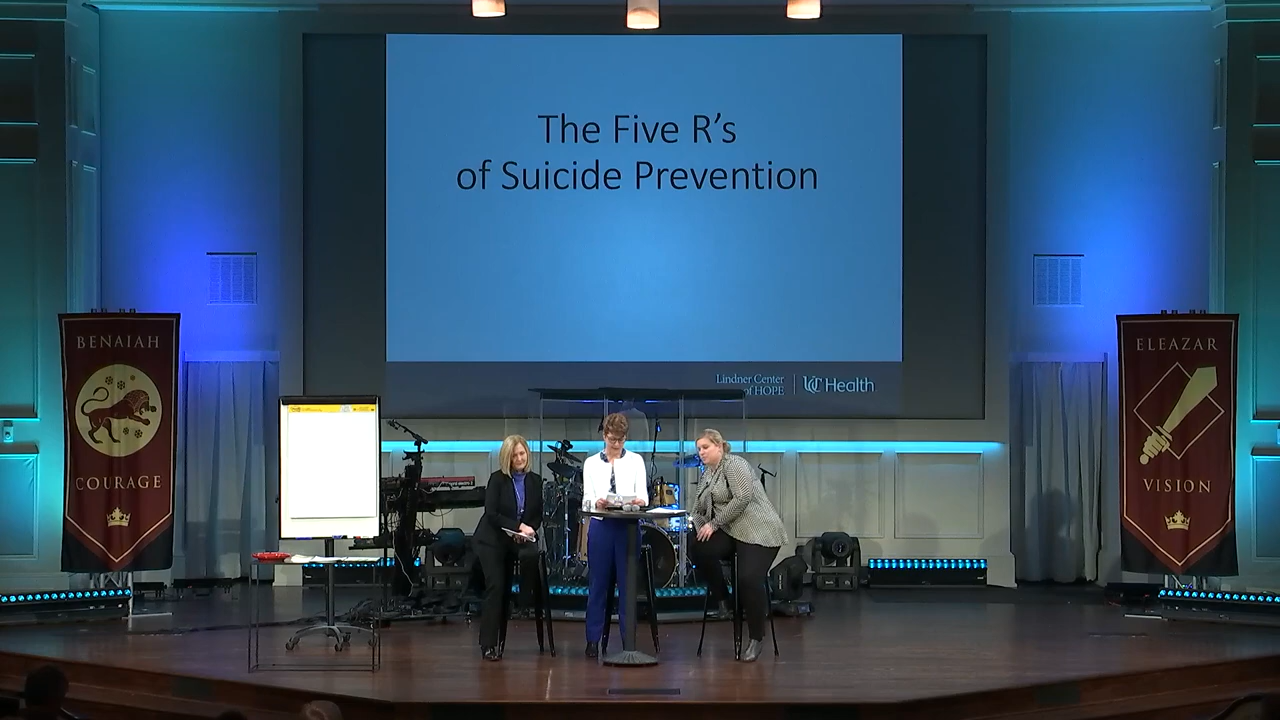 The Five R's
of Suicide Prevention
Lindner Center
of HOPE
UC Health
BENAIAH
COURAGE
ELEAZAR
VISION